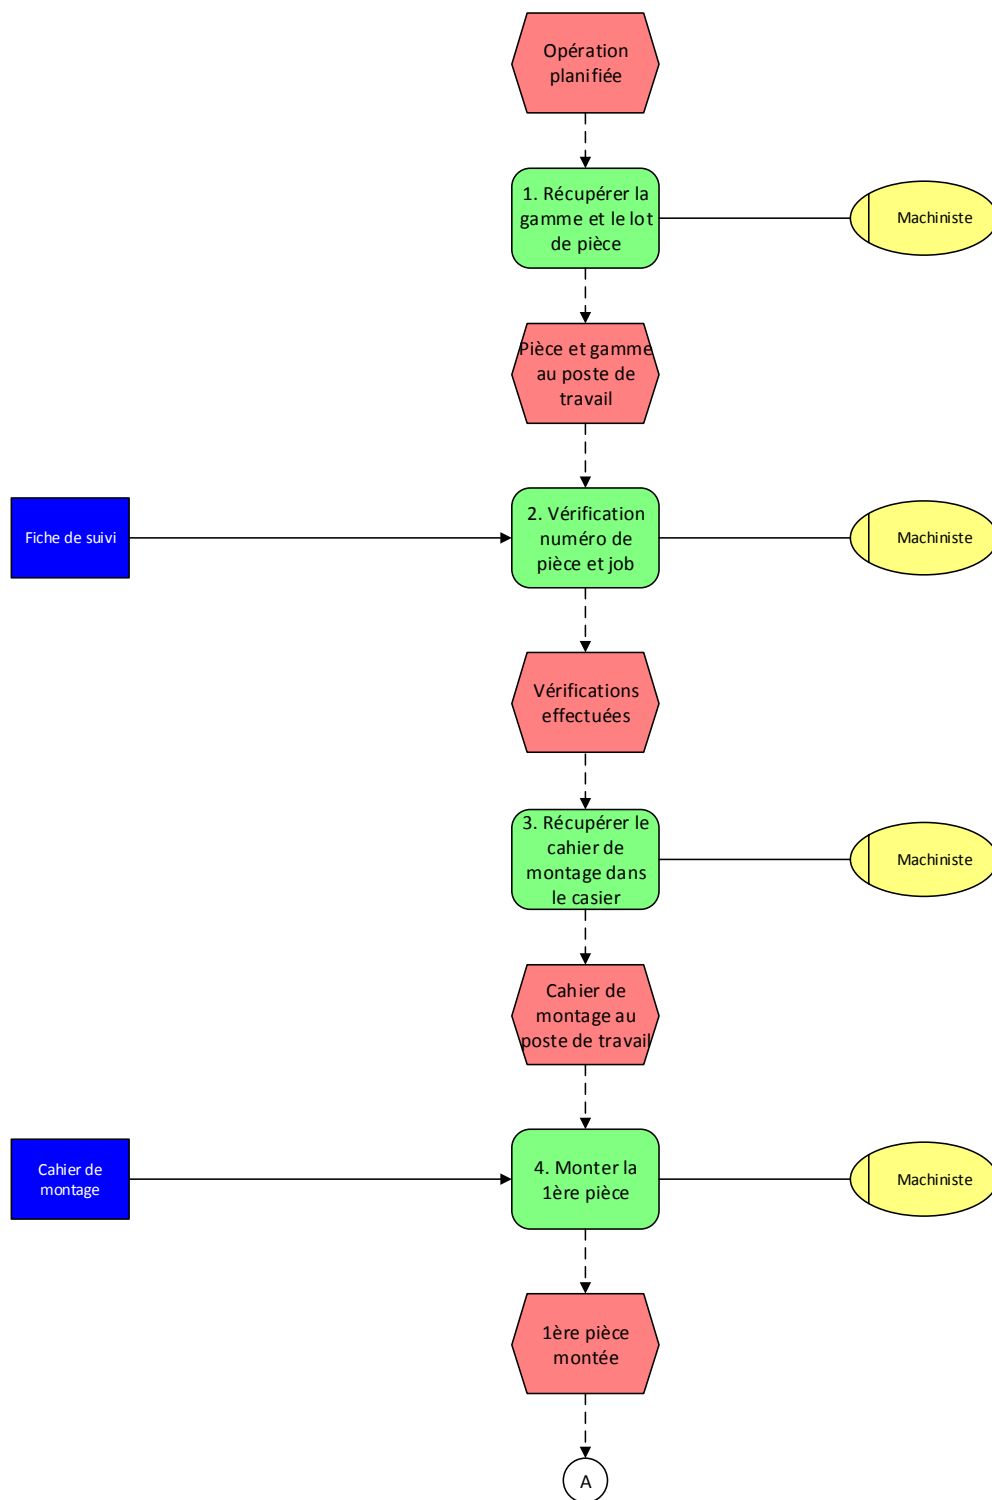 Opération
planifiée
1. Récupérer la
gamme et le lot
de pièce
Machiniste
Pièce et gamme
au poste de
travail
Fiche de suivi
2. Vérification
numéro de
pièce et job
Machiniste
Vérifications
effectuées
3. Récupérer le
cahier de
montage dans
le casier
Machiniste
Cahier de
montage au
poste de travail
Cahier de
montage
4. Monter la
1ère pièce
Machiniste
1ère pièce
montée
A